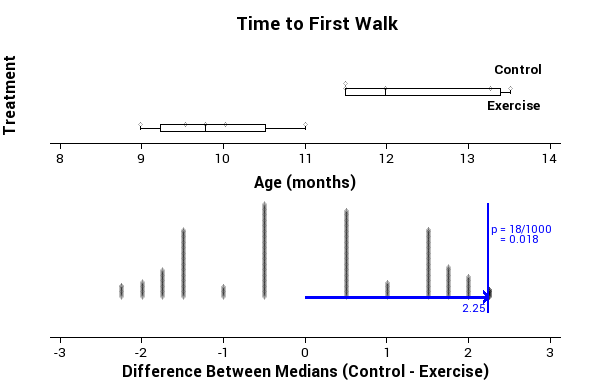 Time to First Walk
Treatment
Control
Exercise
8 9 10 11 12 13 14
Age (months)
p = 18/1000
= 0.018
2.25
-3 -2 -1 0 1 2 3
Difference Between Medians (Control - Exercise)